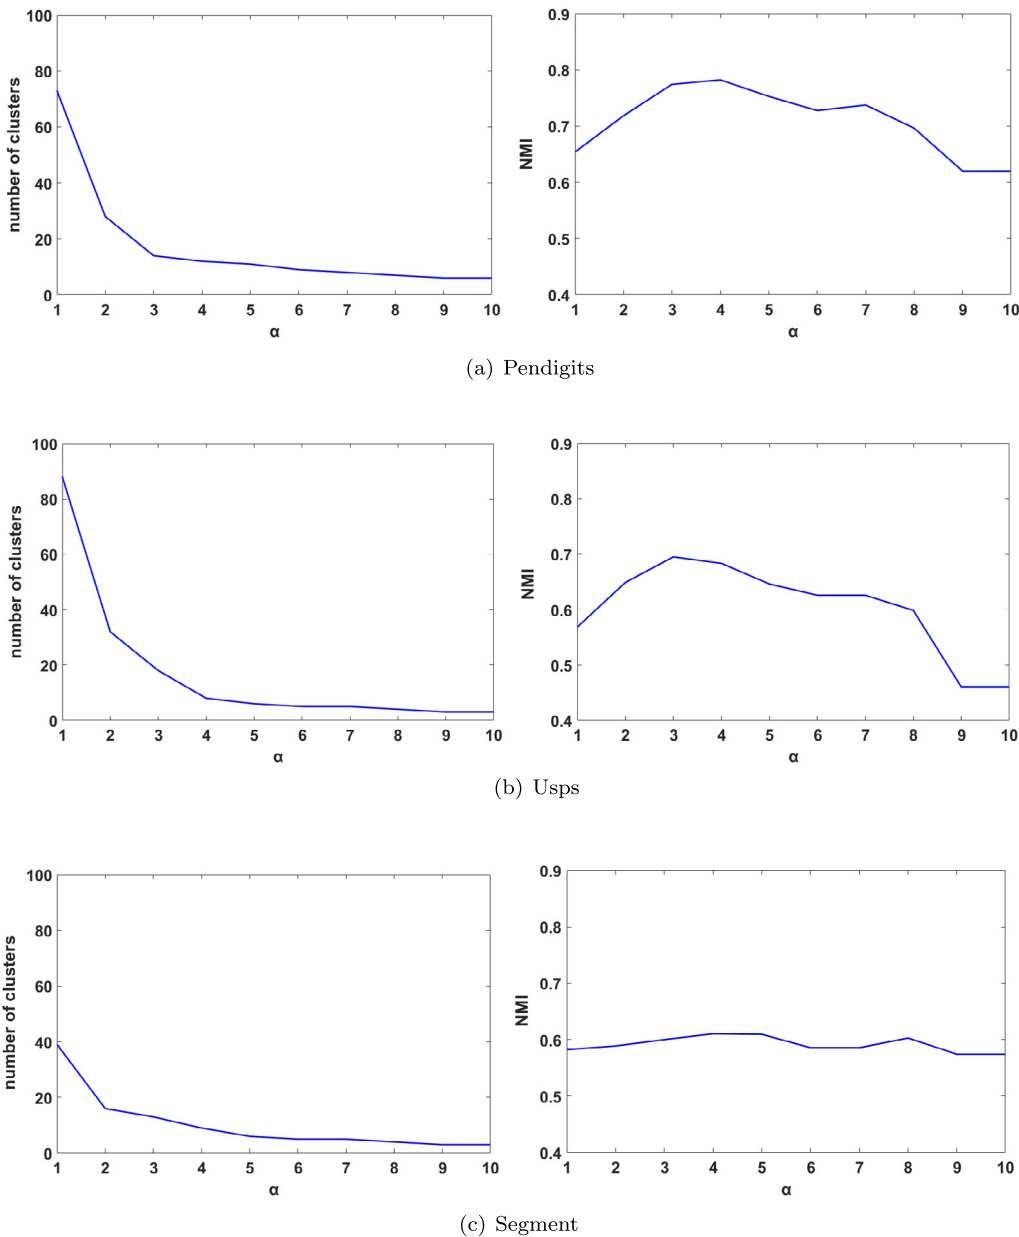 100
80
60
40
20
0
number of clusters
1 2 3 4 5 6 7 8 9 10
α
0.9
0.8
0.7
0.6
0.5
0.4
NMI
1 2 3 4 5 6 7 8 9 10
α
(a) Pendigits
100
80
60
40
20
0
number of clusters
1 2 3 4 5 6 7 8 9 10
α
0.9
0.8
0.7
0.6
0.5
0.4
NMI
1 2 3 4 5 6 7 8 9 10
α
(b) Usps
100
80
60
40
20
0
number of clusters
1 2 3 4 5 6 7 8 9 10
α
0.9
0.8
0.7
0.6
0.5
0.4
NMI
1 2 3 4 5 6 7 8 9 10
α
(c) Segment